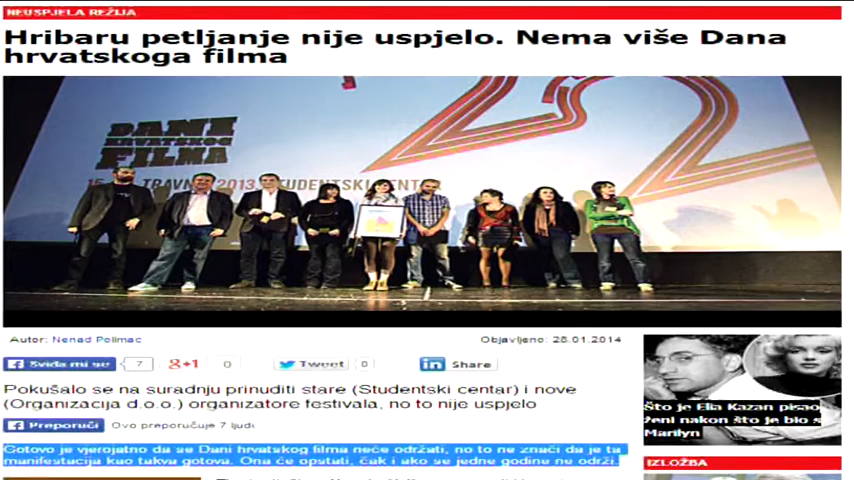 NEUSPJELA REŽIJA
Hribaru petljanje nije uspjelo. Nema više Dana
hrvatskoga filma
DANI
HRVATSKOG
FILMA
22
TRAVNJ 2013. STUDENTSKI CENTAR
Autor: Nenad Polimac
Objavljeno: 28.01.2014
Sviđa mi se 7
g+1 0
Tweet 0
in Share
Pokušalo se na suradnju prinuditi stare (Studentski centar) i nove
(Organizacija d.o.o.) organizatore festivala, no to nije uspjelo
Preporuči Ovo preporučuje 7 ljudi
Gotovo je vjerojatno da se Dani hrvatskog filma neće održati, no to ne znači da je ta
manifestacija kao takva gotova. Ona će opstati, čak i ako se jedne godine ne održi.
Što je Elia Kazan pisao
ženi nakon što je bio s
Marilyn
IZLOŽBA